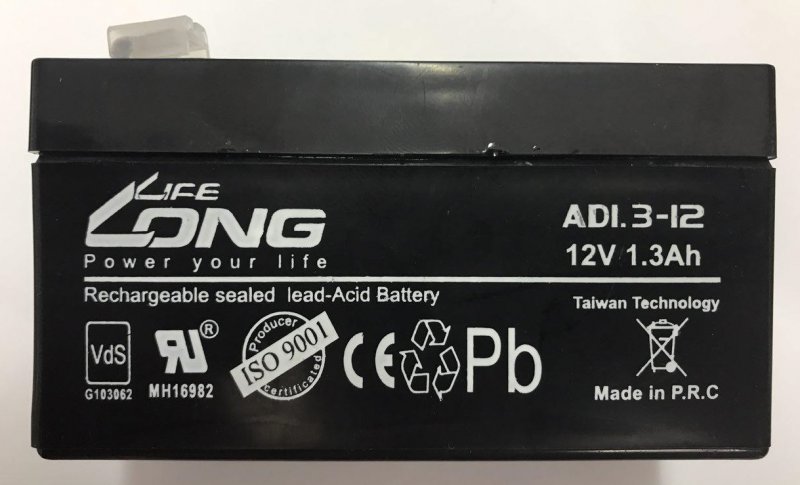 LIFE
LONG
Power your life
ADI.3-12
12V 1.3Ah
Rechargeable sealed lead-Acid Battery
Taiwan Technology
VdS
G103062
®
MH16982
Producer
ISO 9001
certificated
CE
Pb
Made in P.R.C